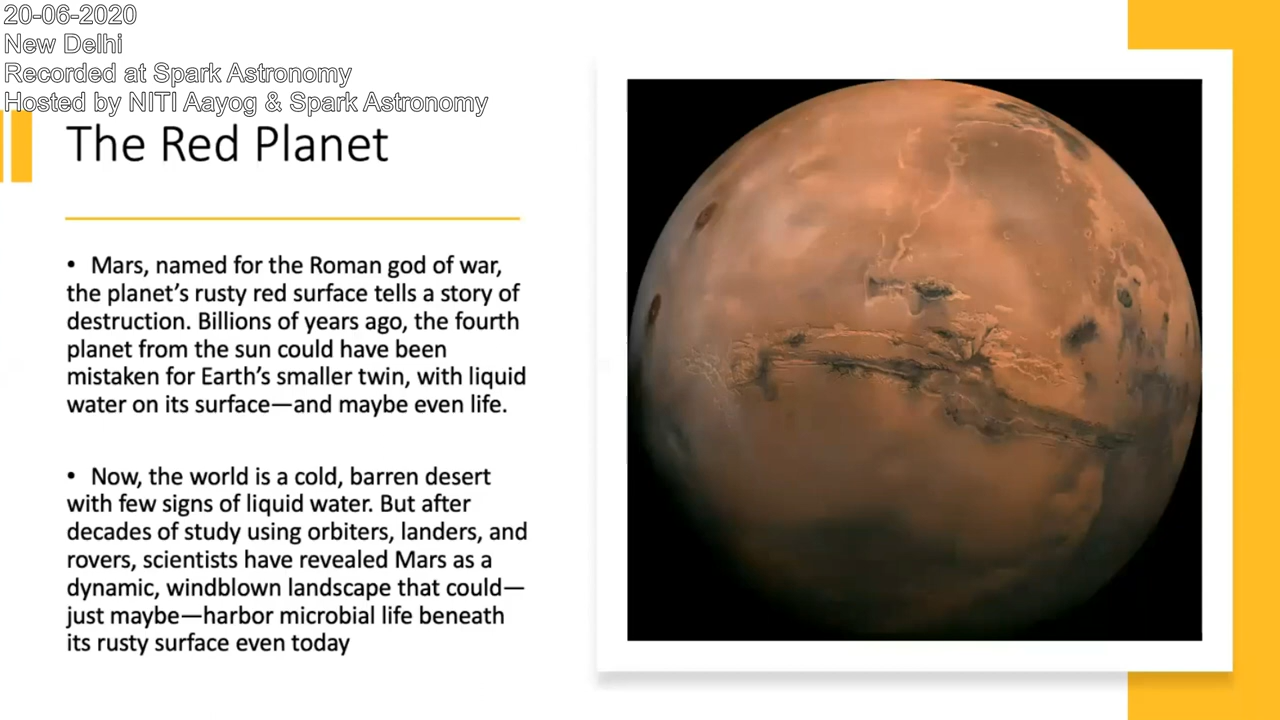 20-06-2020
New Delhi
Recorded at Spark Astronomy
Hosted by NITI Aayog & Spark Astronomy
The Red Planet
• Mars, named for the Roman god of war,
the planet’s rusty red surface tells a story of
destruction. Billions of years ago, the fourth
planet from the sun could have been
mistaken for Earth’s smaller twin, with liquid
water on its surface—and maybe even life.
• Now, the world is a cold, barren desert
with few signs of liquid water. But after
decades of study using orbiters, landers, and
rovers, scientists have revealed Mars as a
dynamic, windblown landscape that could—
just maybe—harbor microbial life beneath
its rusty surface even today